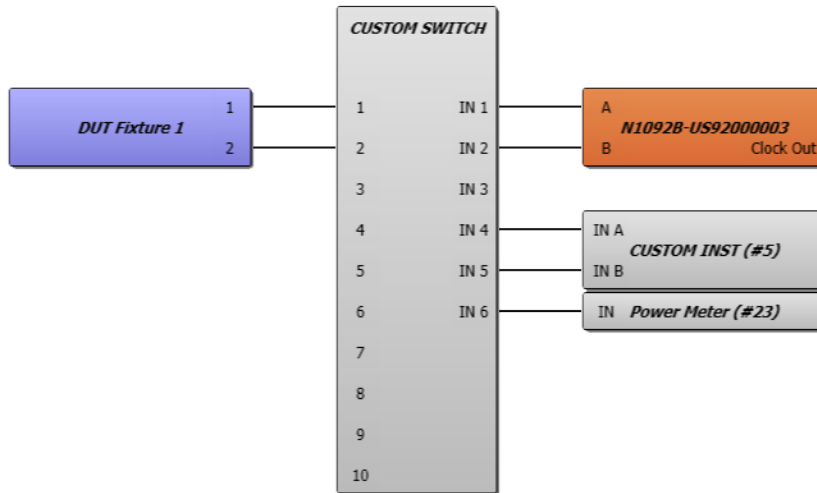 CUSTOM SWITCH
DUT Fixture 1
1
2
1
2
3
4
5
6
7
8
9
10
IN 1
IN 2
IN 3
IN 4
IN 5
IN 6
A
N1092B-US92000003
B
Clock Out
IN A
CUSTOM INST (#5)
IN B
IN Power Meter (#23)